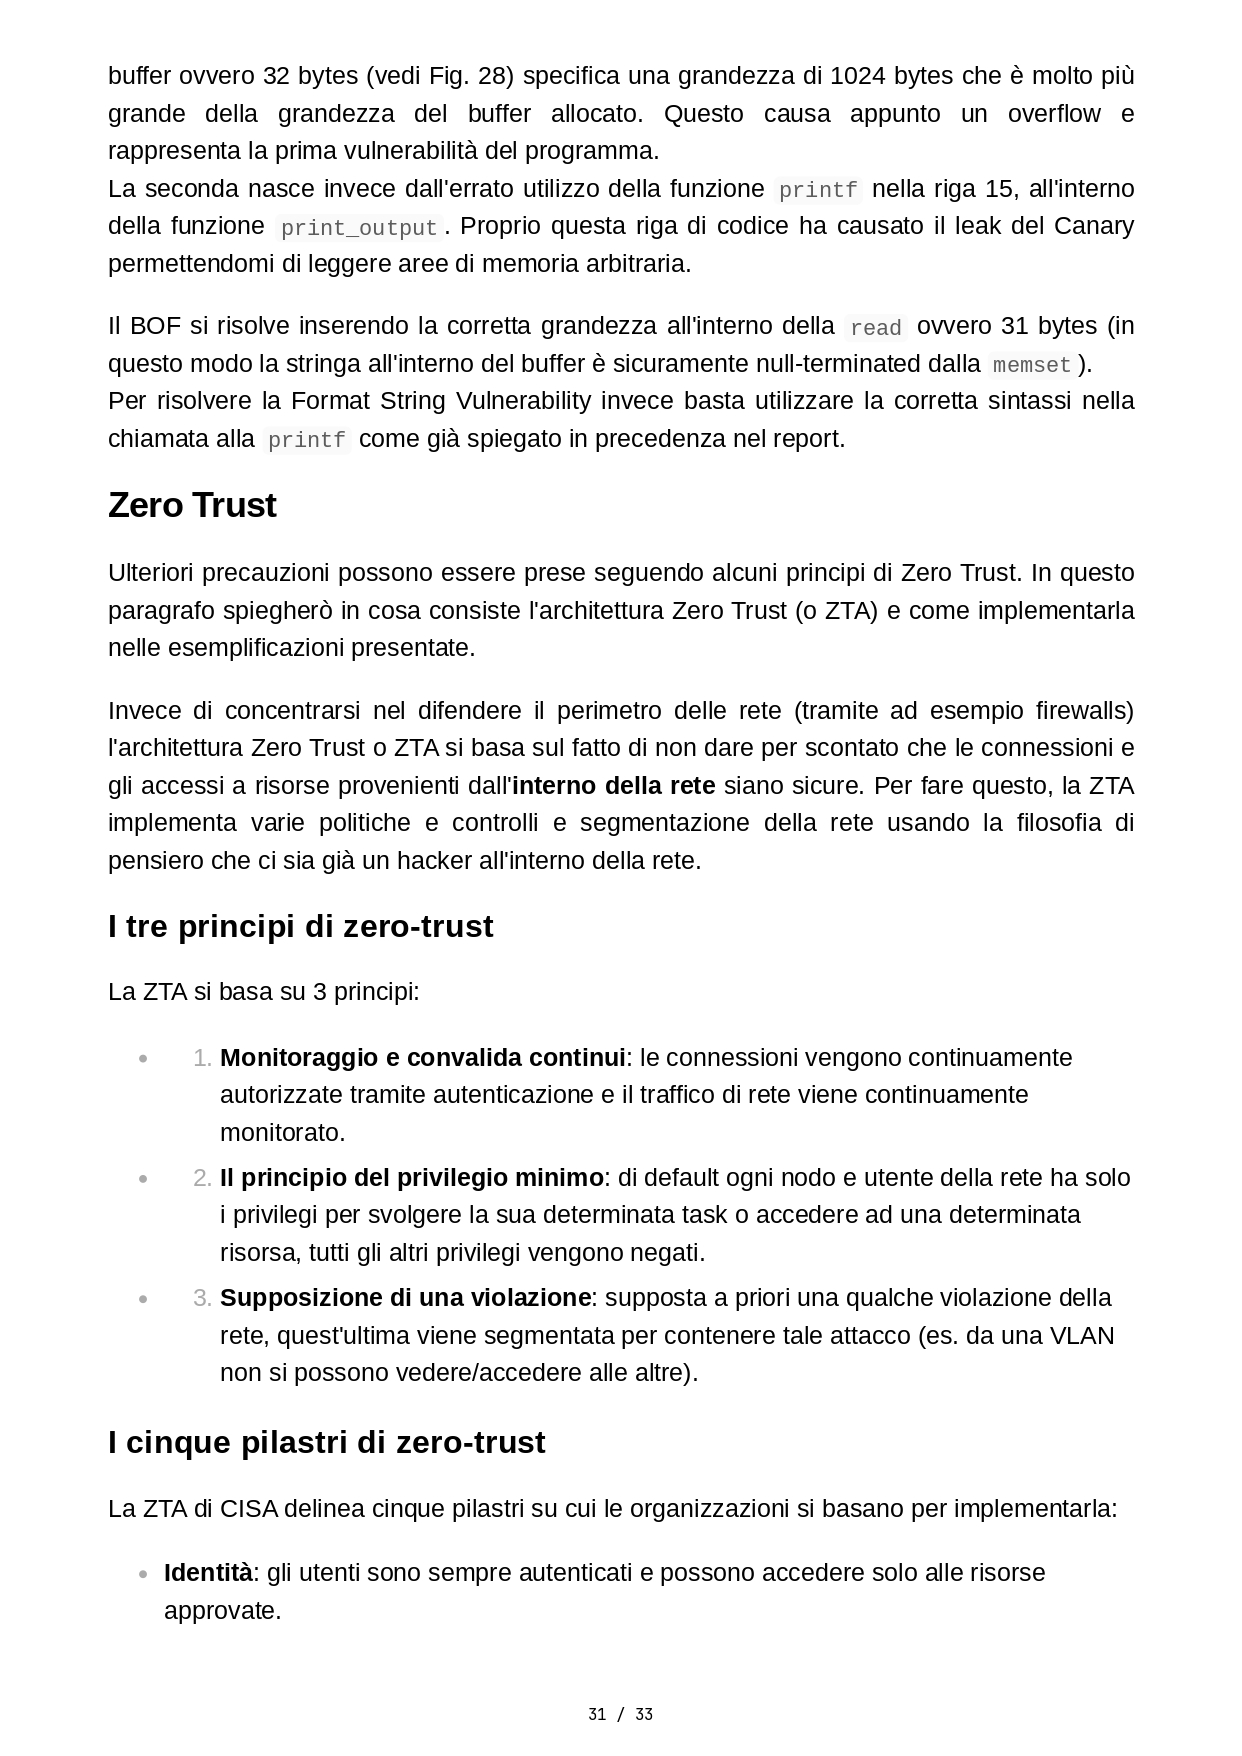 buffer ovvero 32 bytes (vedi Fig. 28) specifica una grandezza di 1024 bytes che è molto più
grande della grandezza del buffer allocato. Questo causa appunto un overflow e
rappresenta la prima vulnerabilità del programma.
La seconda nasce invece dall'errato utilizzo della funzione printf nella riga 15, all'interno
della funzione print_output. Proprio questa riga di codice ha causato il leak del Canary
permettendomi di leggere aree di memoria arbitraria.
Il BOF si risolve inserendo la corretta grandezza all'interno della read ovvero 31 bytes (in
questo modo la stringa all'interno del buffer è sicuramente null-terminated dalla memset).
Per risolvere la Format String Vulnerability invece basta utilizzare la corretta sintassi nella
chiamata alla printf come già spiegato in precedenza nel report.
Zero Trust
Ulteriori precauzioni possono essere prese seguendo alcuni principi di Zero Trust. In questo
paragrafo spiegherò in cosa consiste l'architettura Zero Trust (o ZTA) e come implementarla
nelle esemplificazioni presentate.
Invece di concentrarsi nel difendere il perimetro delle rete (tramite ad esempio firewalls)
l'architettura Zero Trust o ZTA si basa sul fatto di non dare per scontato che le connessioni e
gli accessi a risorse provenienti dall'interno della rete siano sicure. Per fare questo, la ZTA
implementa varie politiche e controlli e segmentazione della rete usando la filosofia di
pensiero che ci sia già un hacker all'interno della rete.
I tre principi di zero-trust
La ZTA si basa su 3 principi:
• 1. Monitoraggio e convalida continui: le connessioni vengono continuamente
autorizzate tramite autenticazione e il traffico di rete viene continuamente
monitorato.
• 2. Il principio del privilegio minimo: di default ogni nodo e utente della rete ha solo
i privilegi per svolgere la sua determinata task o accedere ad una determinata
risorsa, tutti gli altri privilegi vengono negati.
• 3. Supposizione di una violazione: supposta a priori una qualche violazione della
rete, quest'ultima viene segmentata per contenere tale attacco (es. da una VLAN
non si possono vedere/accedere alle altre).
I cinque pilastri di zero-trust
La ZTA di CISA delinea cinque pilastri su cui le organizzazioni si basano per implementarla:
• Identità: gli utenti sono sempre autenticati e possono accedere solo alle risorse
approvate.
31 / 33